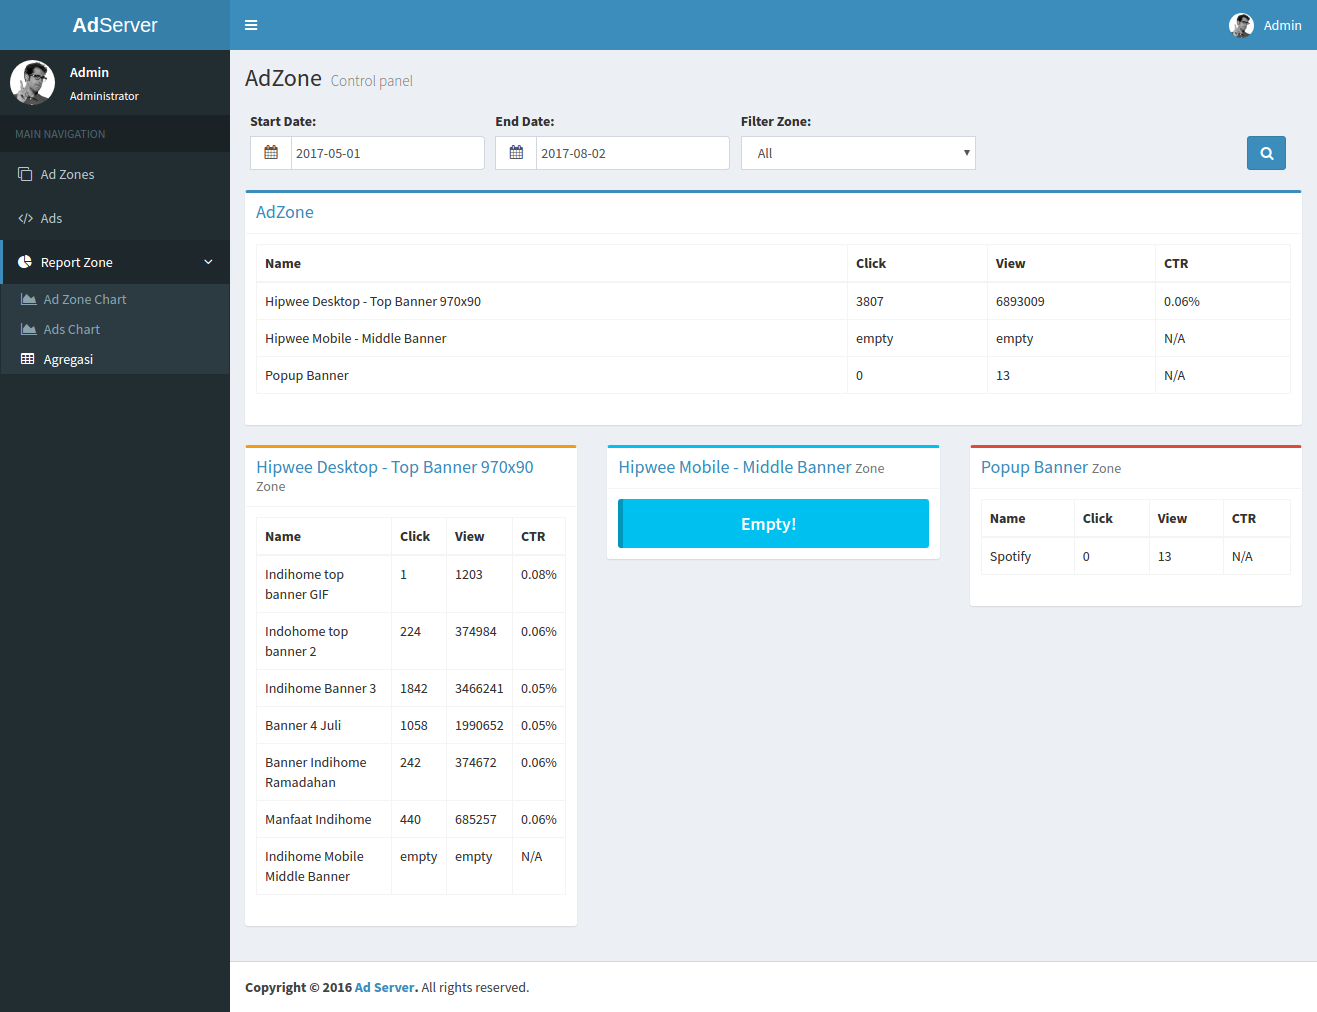 AdServer
Admin
Admin
Administrator
MAIN NAVIGATION
Ad Zones
Ads
Report Zone
Ad Zone Chart
Ads Chart
Agregasi
AdZone Control panel
Start Date: End Date: Filter Zone:
2017-05-01 2017-08-02 All
AdZone
Name Click View CTR
Hipwee Desktop - Top Banner 970x90 3807 6893009 0.06%
Hipwee Mobile - Middle Banner empty empty N/A
Popup Banner 0 13 N/A
Hipwee Desktop - Top Banner 970x90
Zone
Name Click View CTR
Indihome top 1 1203 0.08%
banner GIF
Indohome top 224 374984 0.06%
banner 2
Indihome Banner 3 1842 3466241 0.05%
Banner 4 Juli 1058 1990652 0.05%
Banner Indihome 242 374672 0.06%
Ramadahan
Manfaat Indihome 440 685257 0.06%
Indihome Mobile empty empty N/A
Middle Banner
Hipwee Mobile - Middle Banner Zone
Empty!
Popup Banner Zone
Name Click View CTR
Spotify 0 13 N/A
Copyright © 2016 Ad Server. All rights reserved.